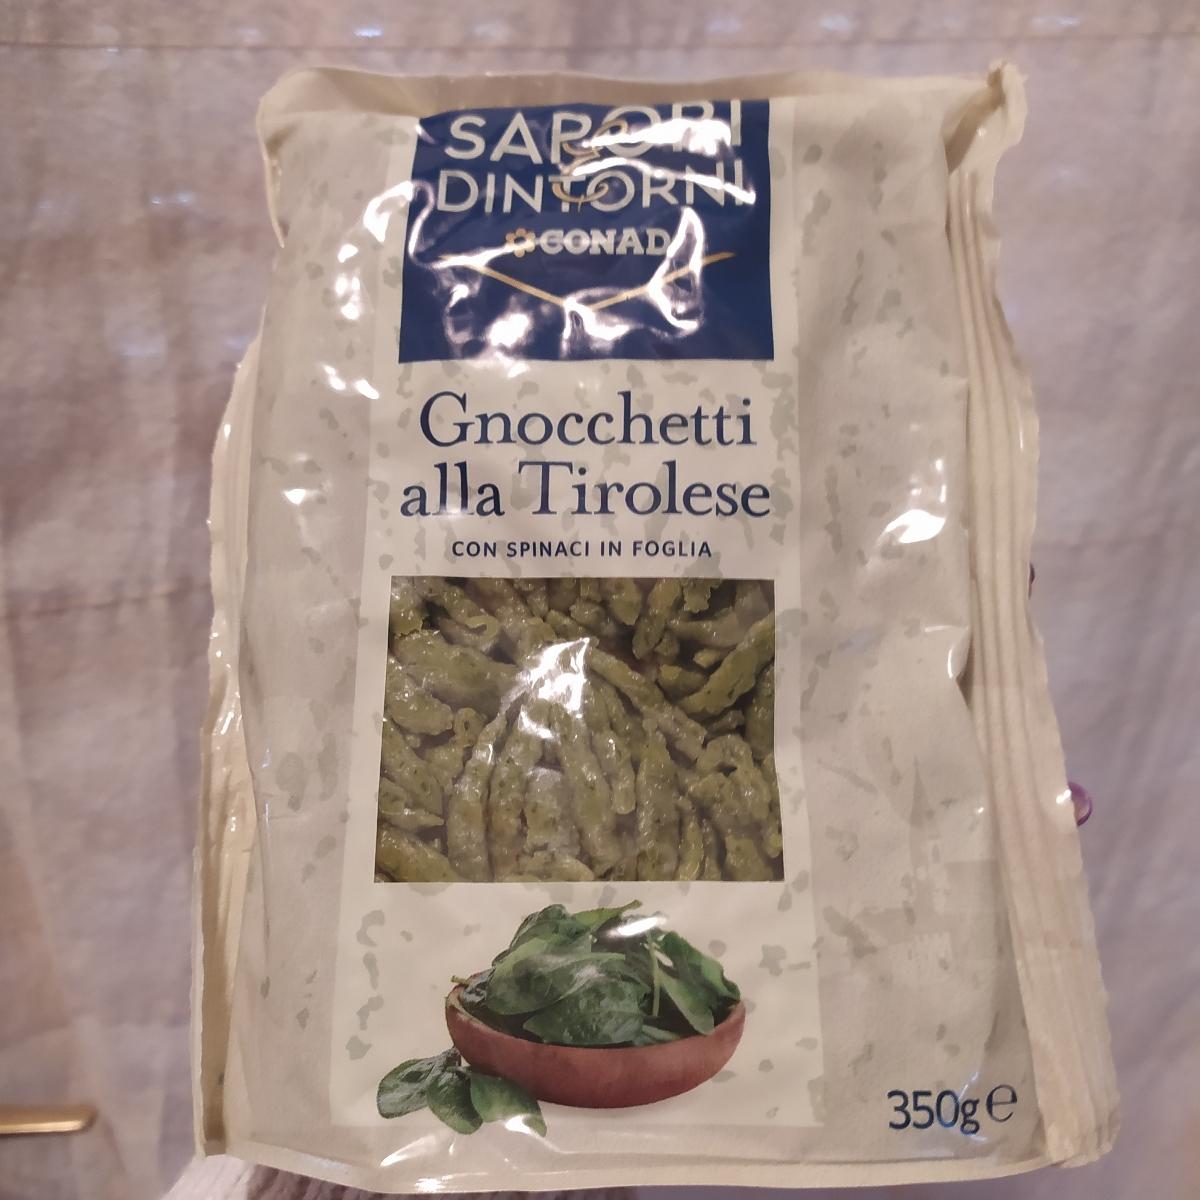 SAPORI
& DINTORNI
CONAD
Gnocchetti
alla Tirolese
CON SPINACI IN FOGLIA
350g ℮